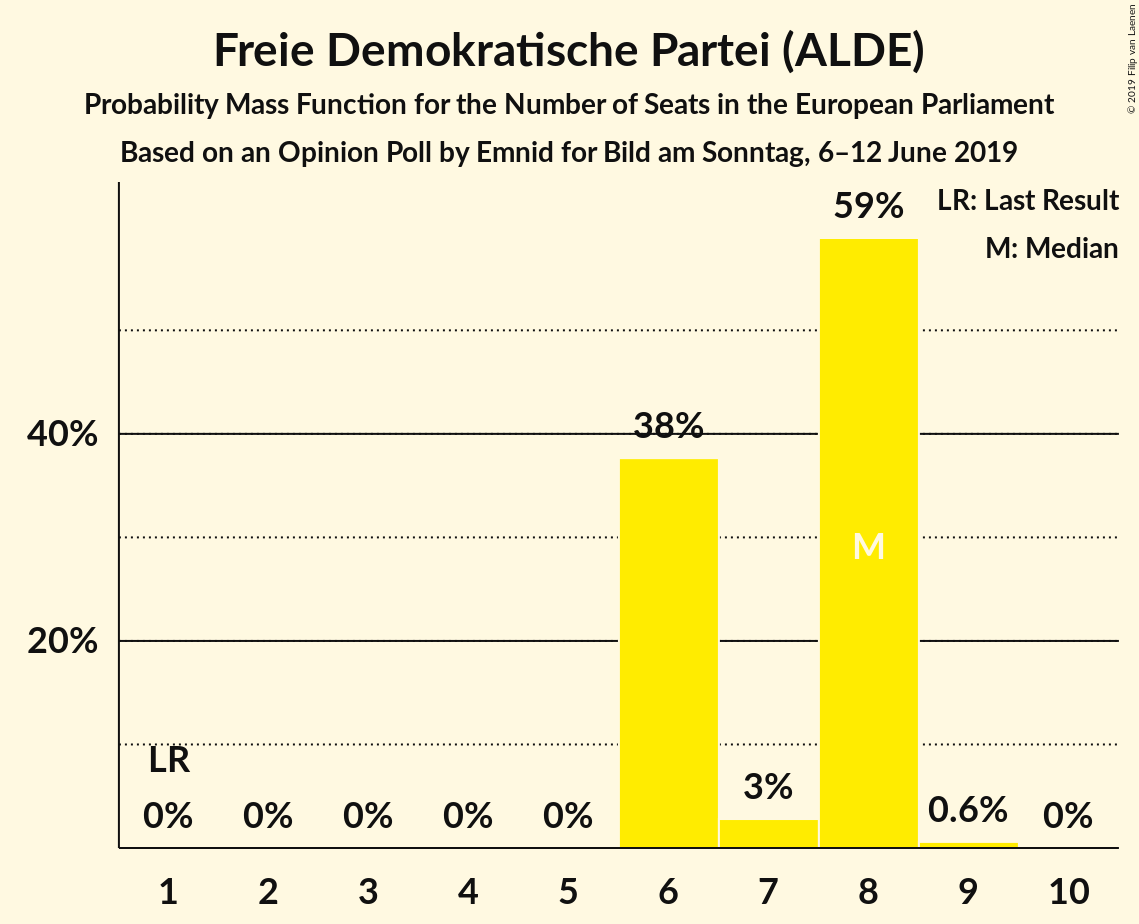 Freie Demokratische Partei (ALDE)
Probability Mass Function for the Number of Seats in the European Parliament
Based on an Opinion Poll by Emnid for Bild am Sonntag, 6–12 June 2019
© 2019 Filip van Laenen
LR: Last Result
M: Median
59%
40%
38%
M
20%
LR
3%
0% 0% 0% 0% 0% 0.6% 0%
1 2 3 4 5 6 7 8 9 10